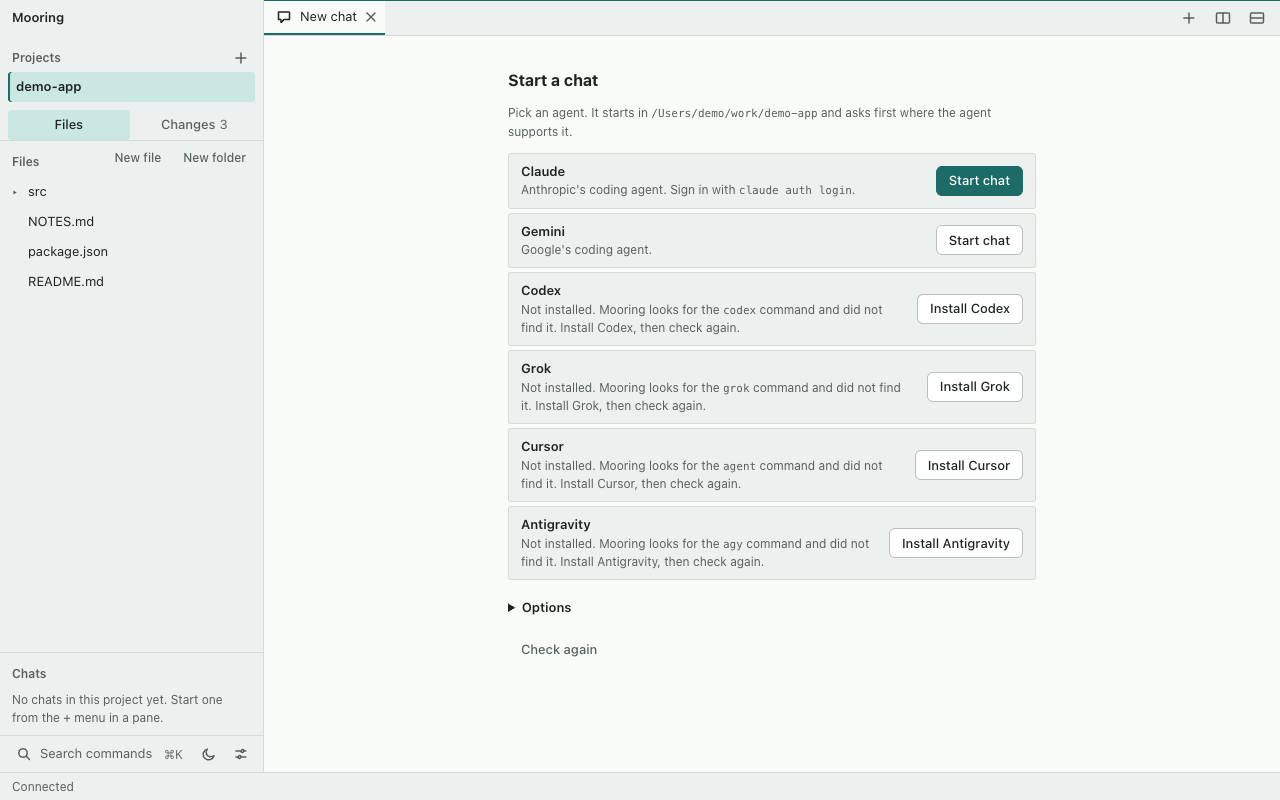 Mooring
New chat
Projects
demo-app
Files
Changes 3
Files
New file
New folder
src
NOTES.md
package.json
README.md
Chats
No chats in this project yet. Start one
from the + menu in a pane.
Search commands ⌘K
Connected
Start a chat
Pick an agent. It starts in /Users/demo/work/demo-app and asks first where the agent
supports it.
Claude
Anthropic's coding agent. Sign in with claude auth login.
Start chat
Gemini
Google's coding agent.
Start chat
Codex
Not installed. Mooring looks for the codex command and did not
find it. Install Codex, then check again.
Install Codex
Grok
Not installed. Mooring looks for the grok command and did not find
it. Install Grok, then check again.
Install Grok
Cursor
Not installed. Mooring looks for the agent command and did not
find it. Install Cursor, then check again.
Install Cursor
Antigravity
Not installed. Mooring looks for the agy command and did not
find it. Install Antigravity, then check again.
Install Antigravity
Options
Check again